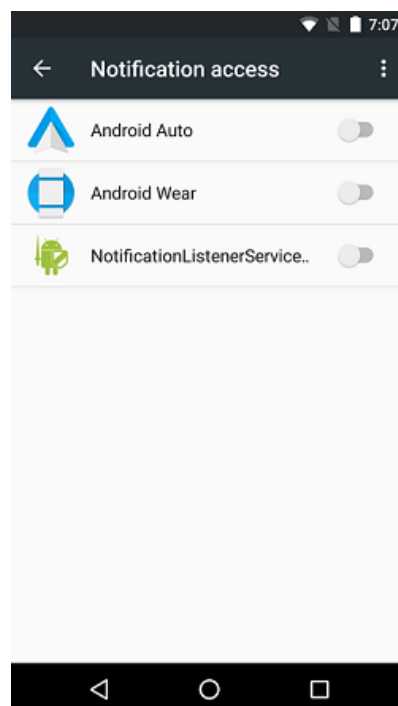 7:07
Notification access
Android Auto
Android Wear
NotificationListenerService..